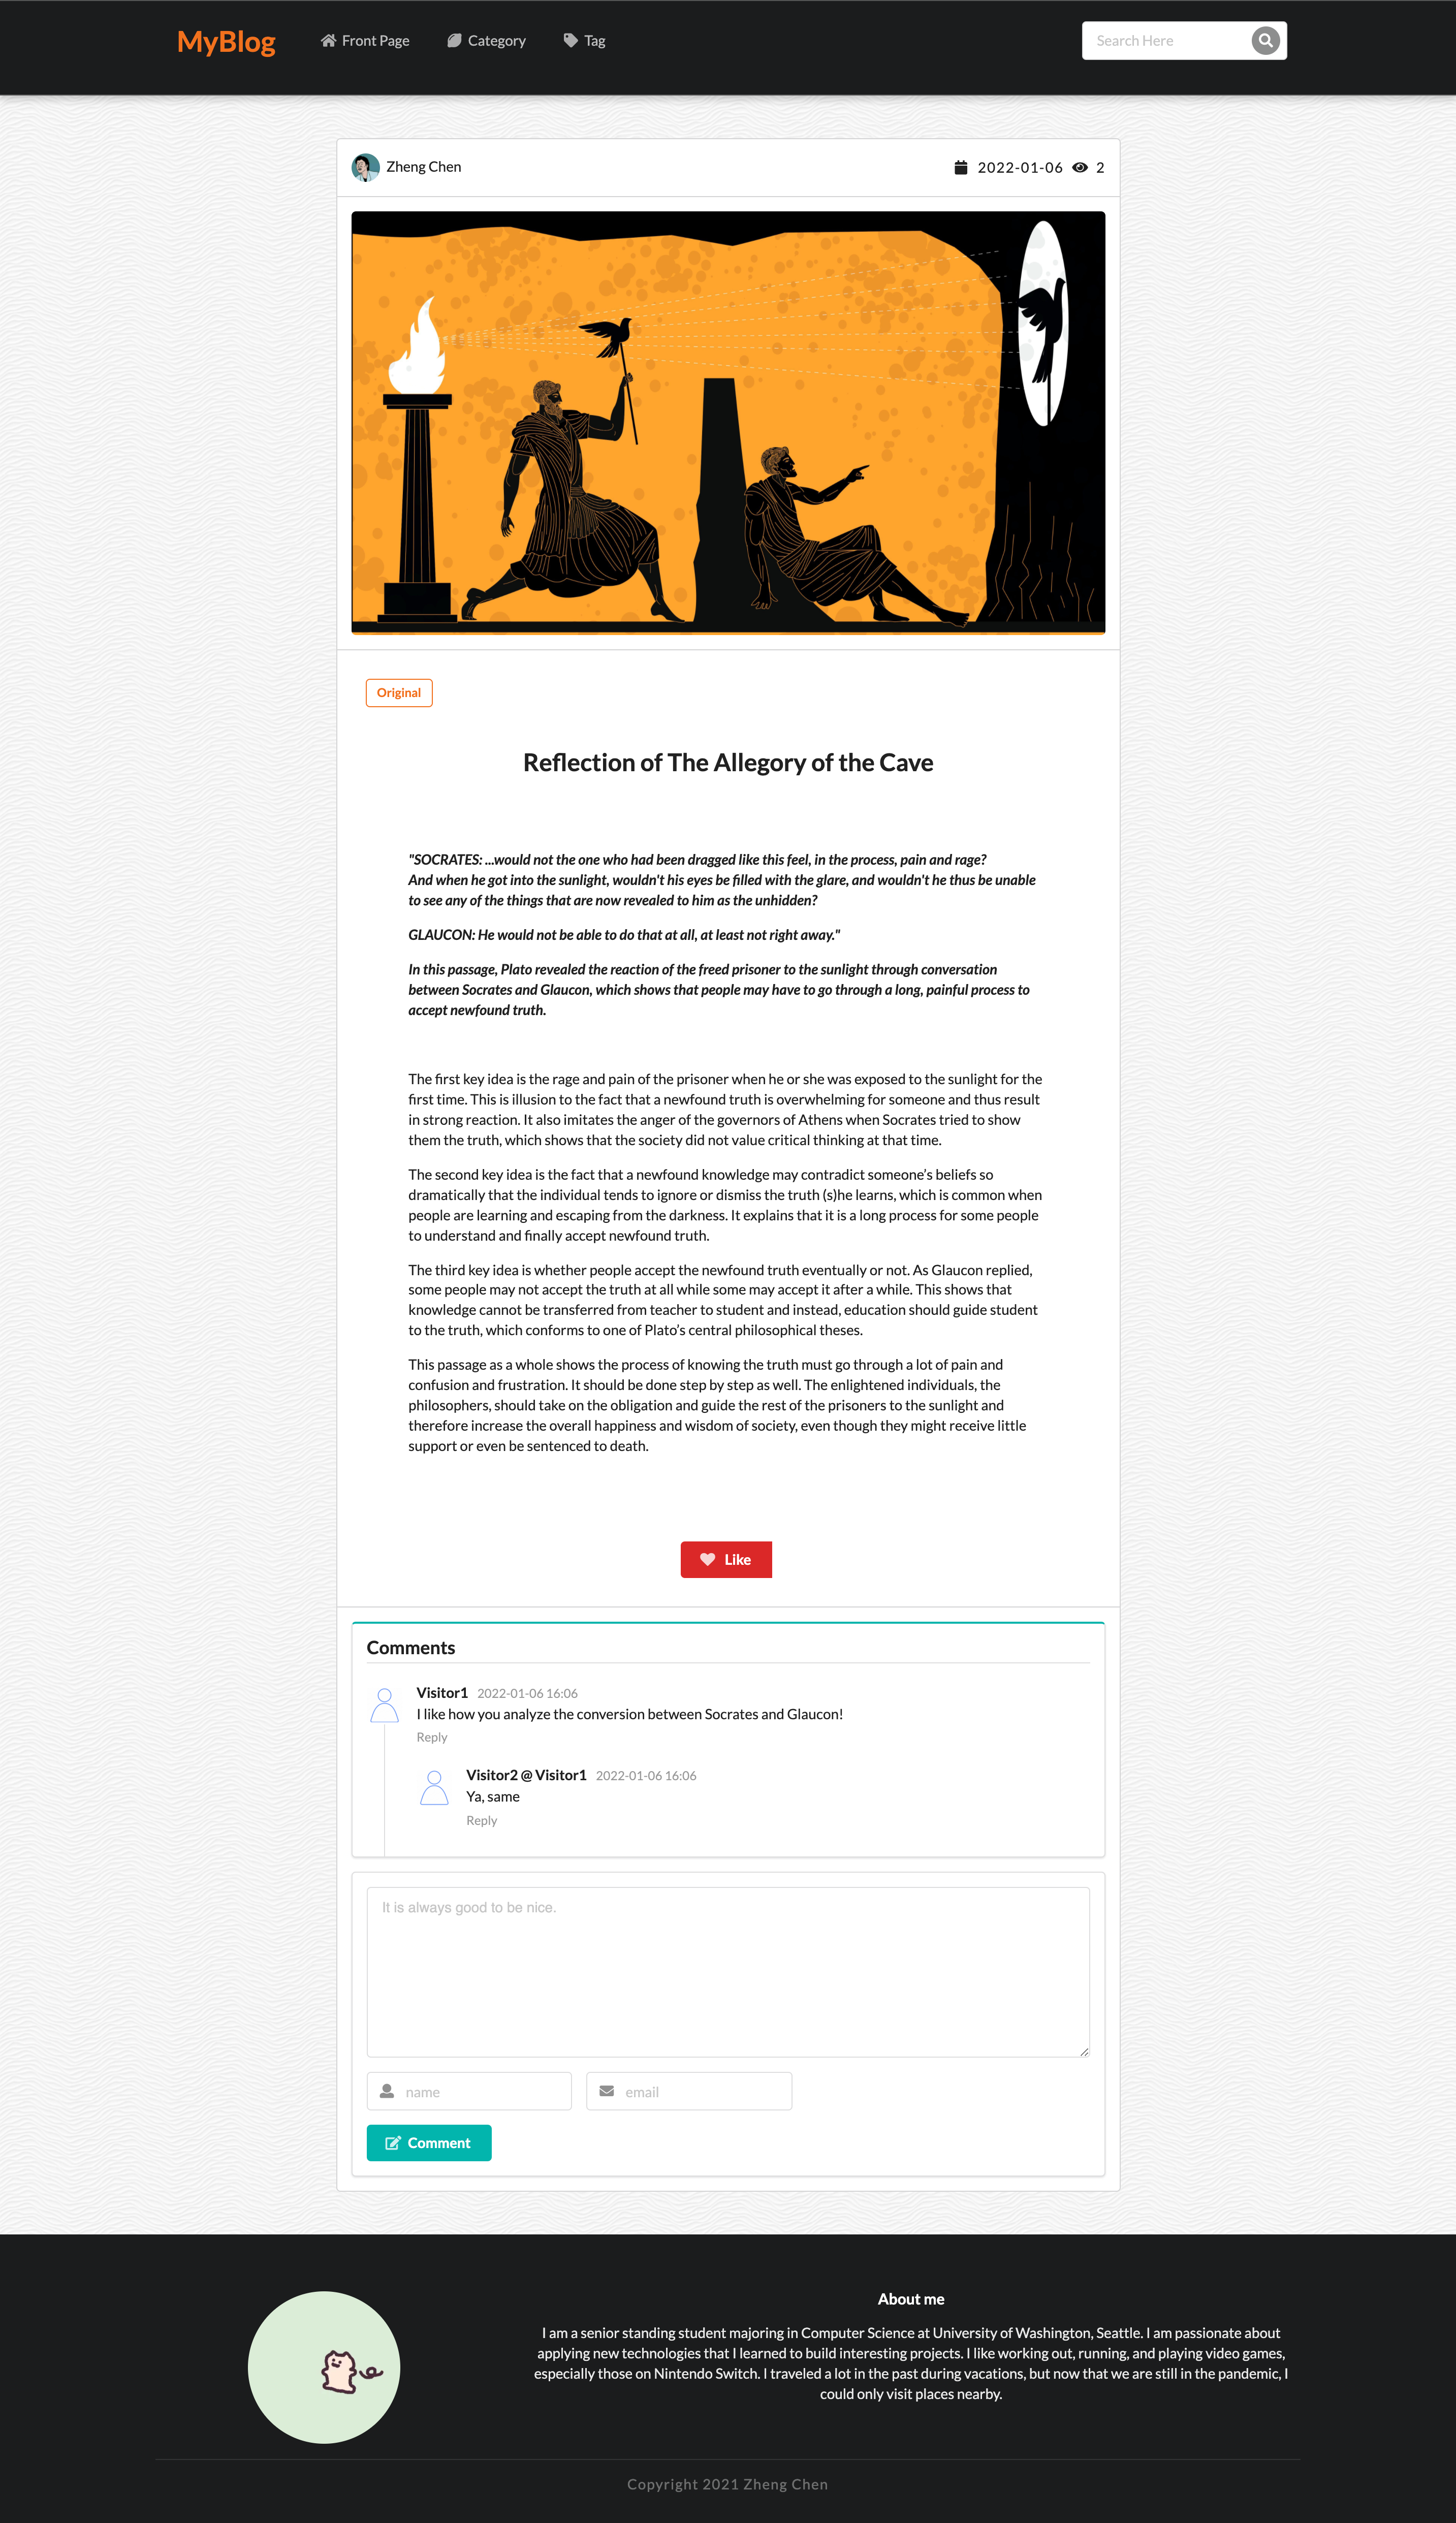 MyBlog
Front Page
Category
Tag
Search Here
Zheng Chen
2022-01-06
2
Original
Reflection of The Allegory of the Cave
"SOCRATES: ...would not the one who had been dragged like this feel, in the process, pain and rage?
And when he got into the sunlight, wouldn't his eyes be filled with the glare, and wouldn't he thus be unable
to see any of the things that are now revealed to him as the unhidden?
GLAUCON: He would not be able to do that at all, at least not right away."
In this passage, Plato revealed the reaction of the freed prisoner to the sunlight through conversation
between Socrates and Glaucon, which shows that people may have to go through a long, painful process to
accept newfound truth.
The first key idea is the rage and pain of the prisoner when he or she was exposed to the sunlight for the
first time. This is illusion to the fact that a newfound truth is overwhelming for someone and thus result
in strong reaction. It also imitates the anger of the governors of Athens when Socrates tried to show
them the truth, which shows that the society did not value critical thinking at that time.
The second key idea is the fact that a newfound knowledge may contradict someone’s beliefs so
dramatically that the individual tends to ignore or dismiss the truth (s)he learns, which is common when
people are learning and escaping from the darkness. It explains that it is a long process for some people
to understand and finally accept newfound truth.
The third key idea is whether people accept the newfound truth eventually or not. As Glaucon replied,
some people may not accept the truth at all while some may accept it after a while. This shows that
knowledge cannot be transferred from teacher to student and instead, education should guide student
to the truth, which conforms to one of Plato’s central philosophical theses.
This passage as a whole shows the process of knowing the truth must go through a lot of pain and
confusion and frustration. It should be done step by step as well. The enlightened individuals, the
philosophers, should take on the obligation and guide the rest of the prisoners to the sunlight and
therefore increase the overall happiness and wisdom of society, even though they might receive little
support or even be sentenced to death.
Like
Comments
Visitor1 2022-01-06 16:06
I like how you analyze the conversion between Socrates and Glaucon!
Reply
Visitor2 @ Visitor1 2022-01-06 16:06
Ya, same
Reply
It is always good to be nice.
name
email
Comment
About me
I am a senior standing student majoring in Computer Science at University of Washington, Seattle. I am passionate about
applying new technologies that I learned to build interesting projects. I like working out, running, and playing video games,
especially those on Nintendo Switch. I traveled a lot in the past during vacations, but now that we are still in the pandemic, I
could only visit places nearby.
Copyright 2021 Zheng Chen